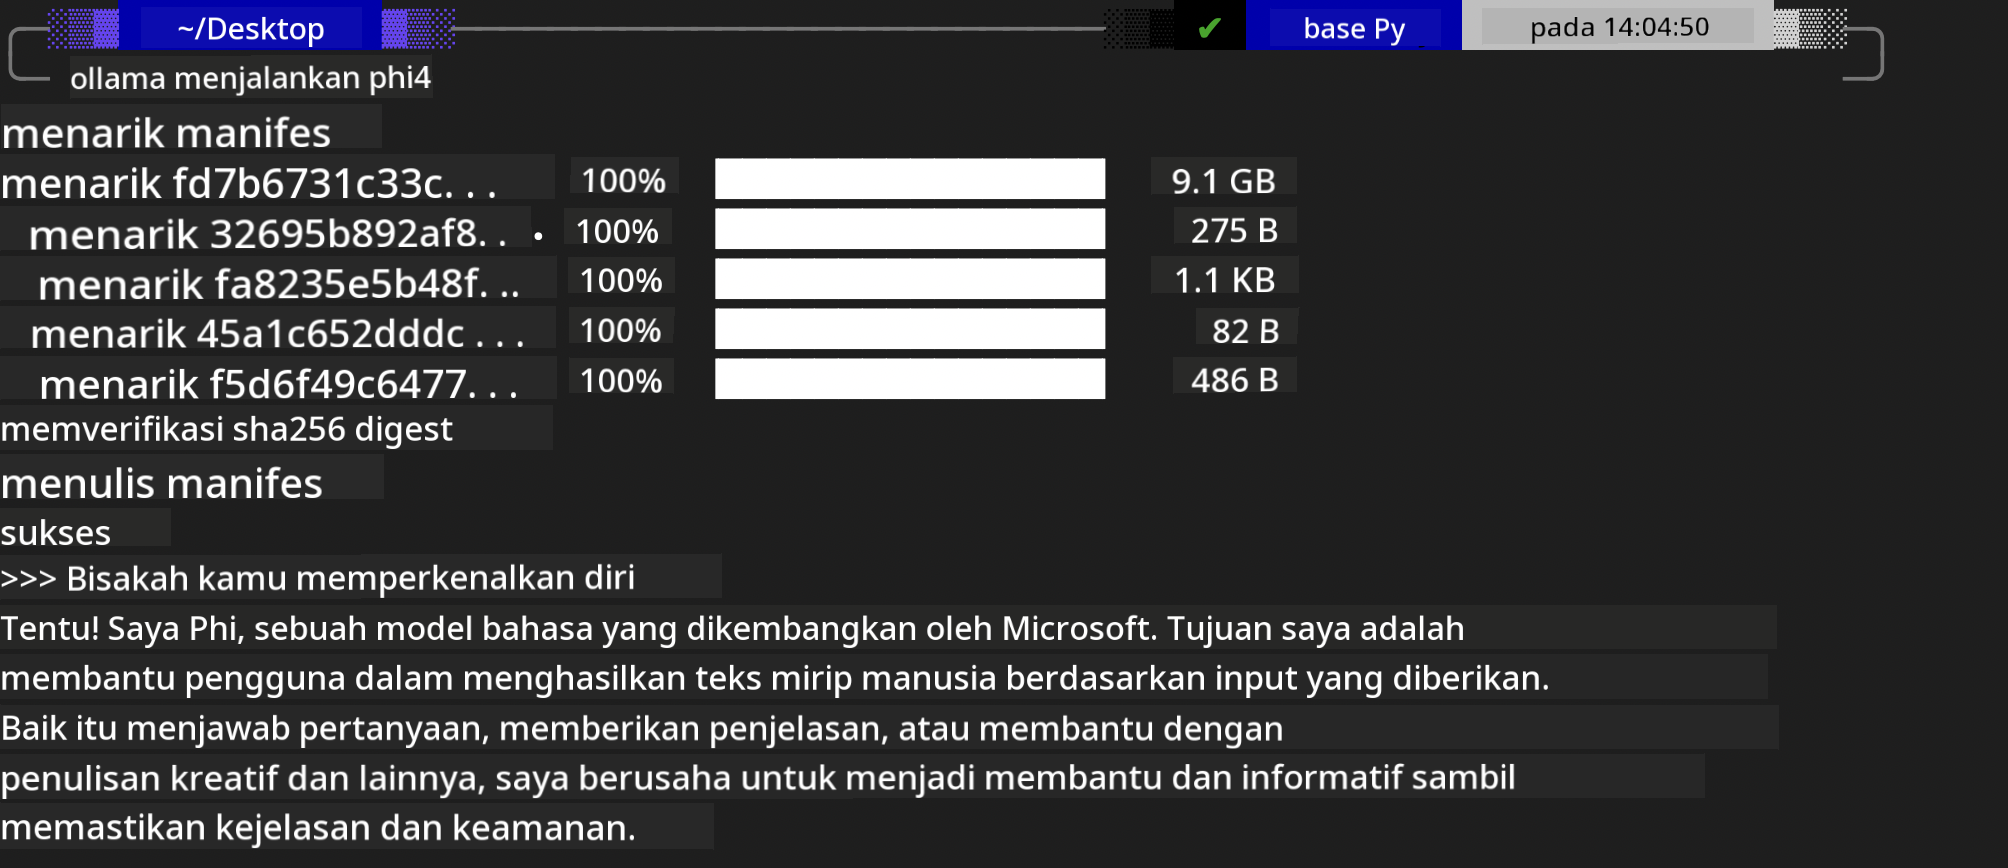 ~/Desktop ✔ base Py pada 14:04:50
ollama menjalankan phi4
menarik manifes
menarik fd7b6731c33c. . . 100% 9.1 GB
menarik 32695b892af8. . . 100% 275 B
menarik fa8235e5b48f. .. 100% 1.1 KB
menarik 45a1c652dddc . . . 100% 82 B
menarik f5d6f49c6477. . . 100% 486 B
memverifikasi sha256 digest
menulis manifes
sukses
>>> Bisakah kamu memperkenalkan diri
Tentu! Saya Phi, sebuah model bahasa yang dikembangkan oleh Microsoft. Tujuan saya adalah
membantu pengguna dalam menghasilkan teks mirip manusia berdasarkan input yang diberikan.
Baik itu menjawab pertanyaan, memberikan penjelasan, atau membantu dengan
penulisan kreatif dan lainnya, saya berusaha untuk menjadi membantu dan informatif sambil
memastikan kejelasan dan keamanan.